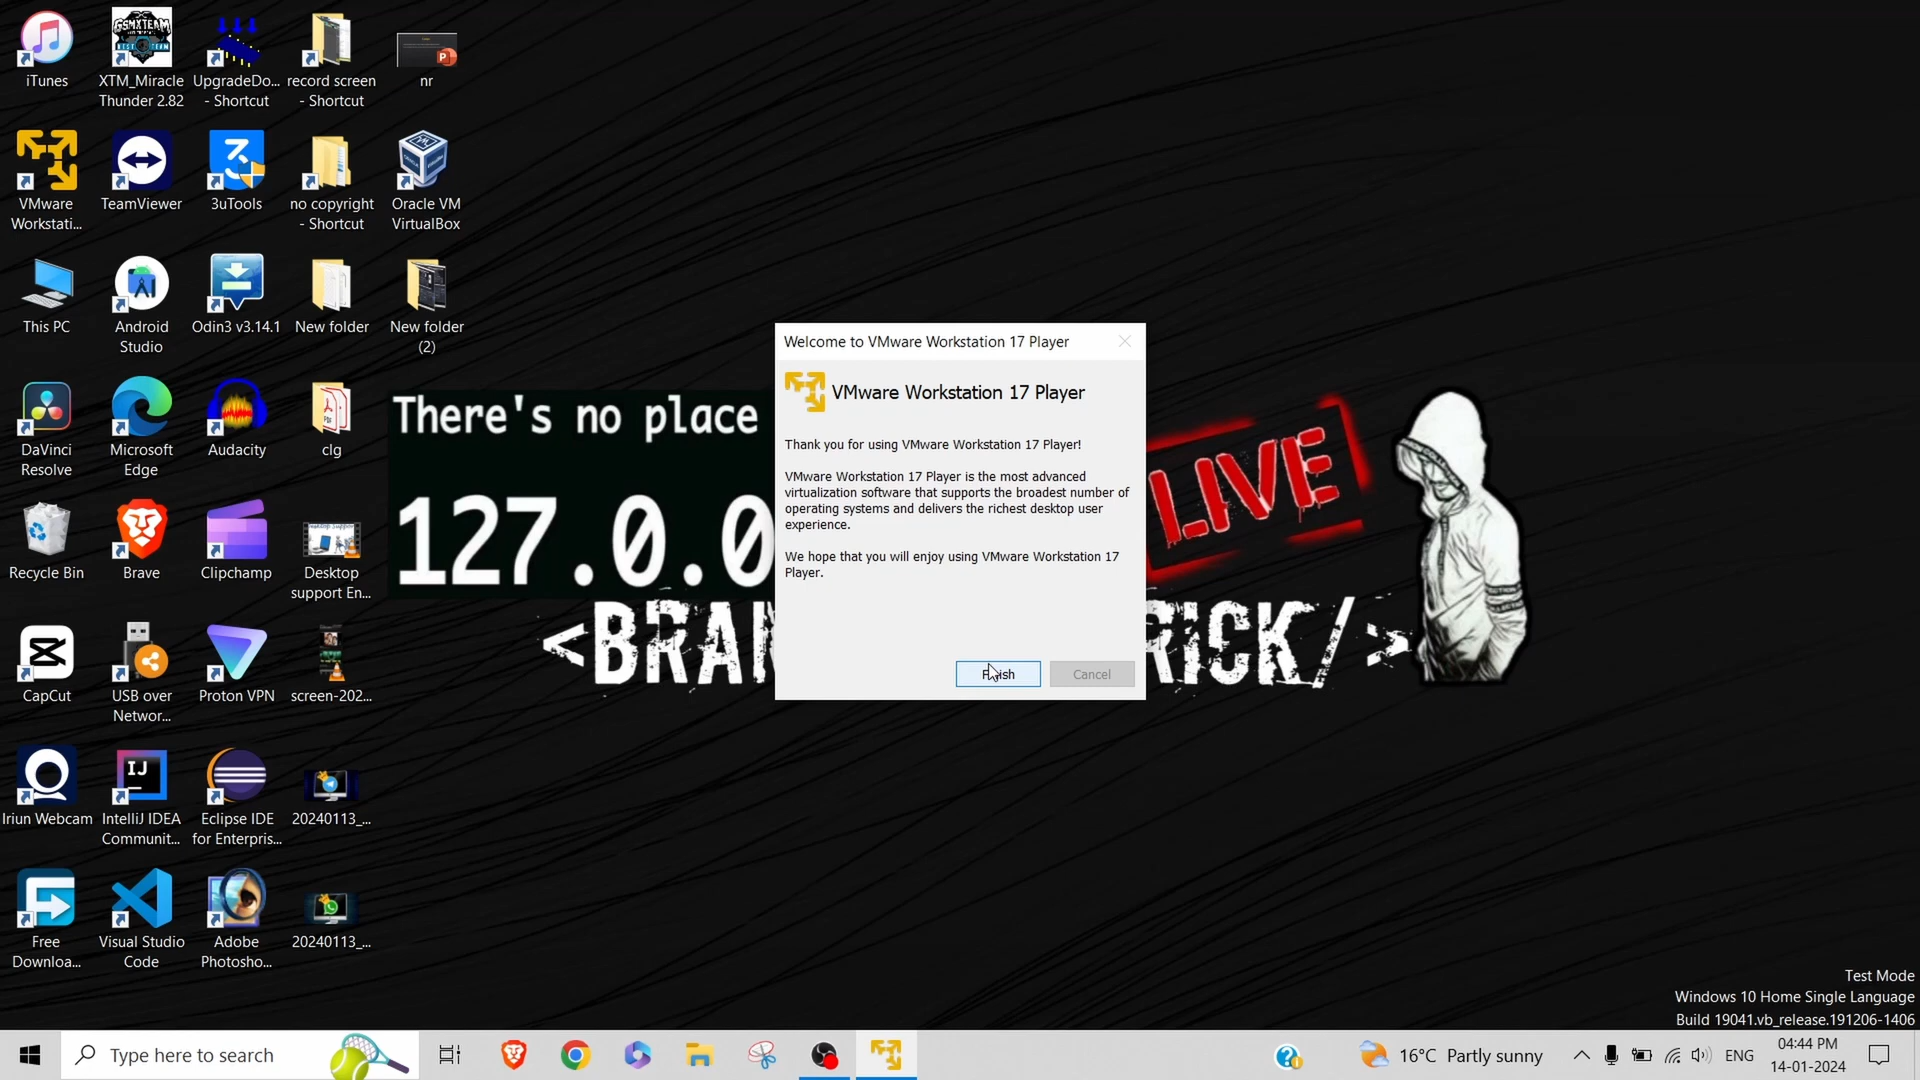 iTunes
XTM_Miracle
Thunder 2.82
UpgradeDo...
- Shortcut
record screen
- Shortcut
nr
VMware
Workstati...
TeamViewer
3uTools
no copyright
- Shortcut
Oracle VM
VirtualBox
This PC
Android
Studio
Odin3 v3.14.1
New folder
New folder
(2)
DaVinci
Resolve
Microsoft
Edge
Audacity
clg
Recycle Bin
Brave
Clipchamp
Desktop
support En...
CapCut
USB over
Networ...
Proton VPN
screen-202...
Iriun Webcam
IntelliJ IDEA
Communit...
Eclipse IDE
for Enterpris...
20240113_...
Free
Downloa...
Visual Studio
Code
Adobe
Photosho...
20240113_...
There's no place
127.0.0
LIVE
<BRA
RICK/>
Welcome to VMware Workstation 17 Player
VMware Workstation 17 Player
Thank you for using VMware Workstation 17 Player!
VMware Workstation 17 Player is the most advanced
virtualization software that supports the broadest number of
operating systems and delivers the richest desktop user
experience.
We hope that you will enjoy using VMware Workstation 17
Player.
Finish
Cancel
Test Mode
Windows 10 Home Single Language
Build 19041.vb_release.191206-1406
Type here to search
16°C Partly sunny
ENG
04:44 PM
14-01-2024